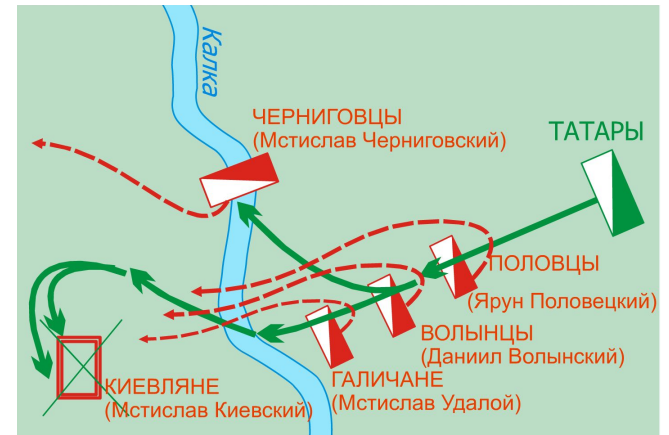 Калка
ЧЕРНИГОВЦЫ
(Мстислав Черниговский)
ТАТАРЫ
ПОЛОВЦЫ
(Ярун Половецкий)
ВОЛЫНЦЫ
(Даниил Волынский)
ГАЛИЧАНЕ
(Мстислав Удалой)
КИЕВЛЯНЕ
(Мстислав Киевский)